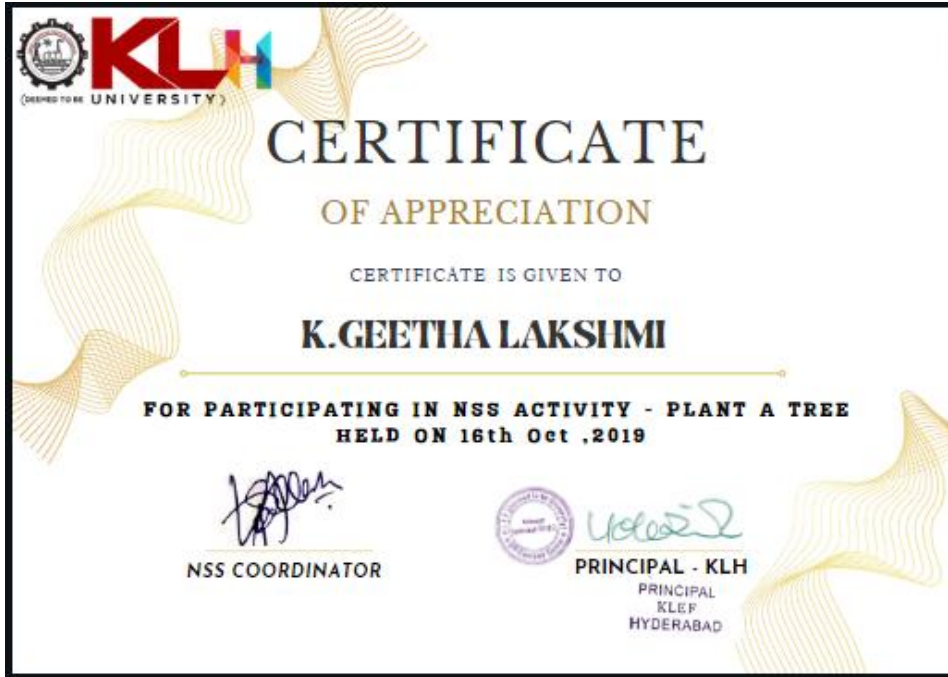 KLH
(DEEMED TO BE UNIVERSITY)
CERTIFICATE
OF APPRECIATION
CERTIFICATE IS GIVEN TO
K.GEETHA LAKSHMI
FOR PARTICIPATING IN NSS ACTIVITY - PLANT A TREE
HELD ON 16th Oct ,2019
NSS COORDINATOR
PRINCIPAL - KLH
PRINCIPAL
KLEF
HYDERABAD